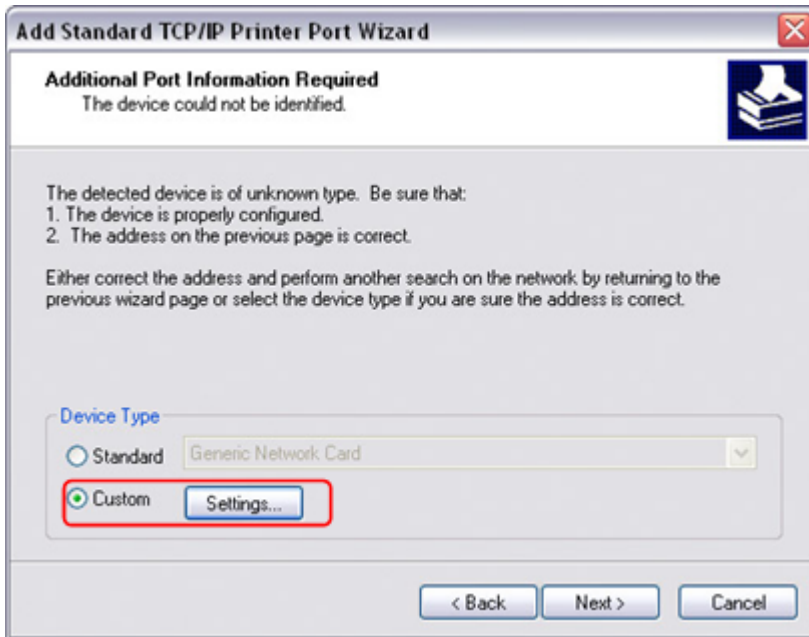 Add Standard TCP/IP Printer Port Wizard
Additional Port Information Required
The device could not be identified.
The detected device is of unknown type. Be sure that:
1. The device is properly configured.
2. The address on the previous page is correct.
Either correct the address and perform another search on the network by returning to the
previous wizard page or select the device type if you are sure the address is correct.
Device Type
Standard Generic Network Card
Custom Settings...
< Back Next > Cancel